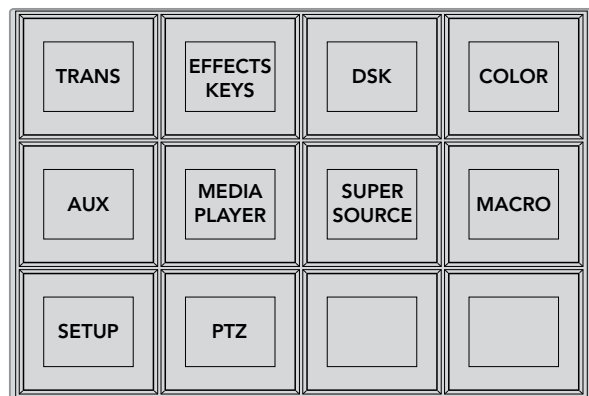 TRANS
EFFECTS
KEYS
DSK
COLOR
AUX
MEDIA
PLAYER
SUPER
SOURCE
MACRO
SETUP
PTZ